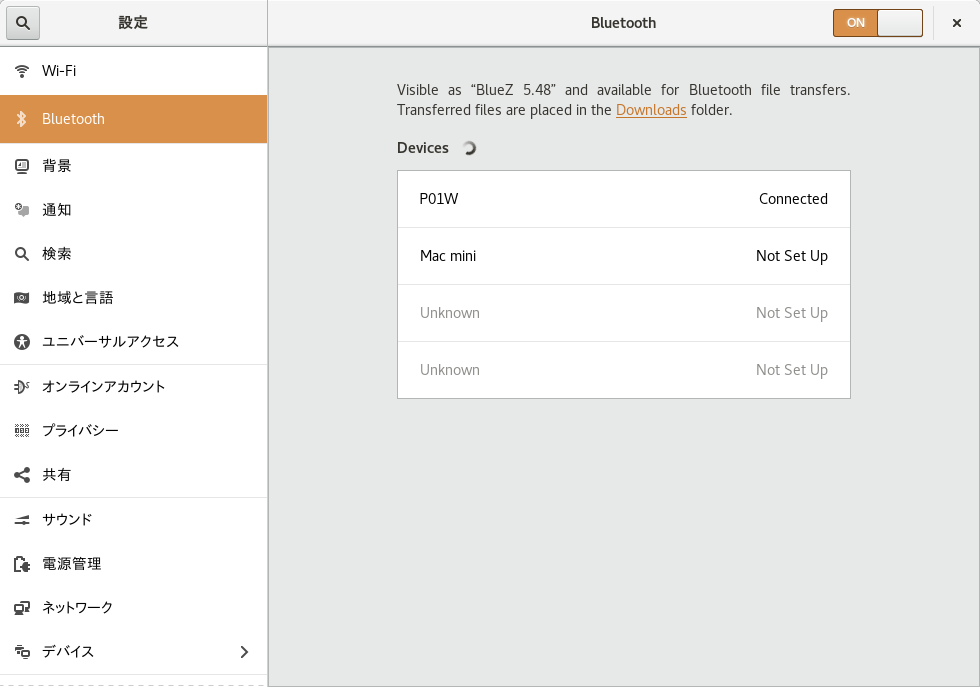 設定
Bluetooth
ON
Wi-Fi
Bluetooth
背景
通知
検索
地域と言語
ユニバーサルアクセス
オンラインアカウント
プライバシー
共有
サウンド
電源管理
ネットワーク
デバイス
Visible as “BlueZ 5.48” and available for Bluetooth file transfers.
Transferred files are placed in the Downloads folder.
Devices
P01W Connected
Mac mini Not Set Up
Unknown Not Set Up
Unknown Not Set Up